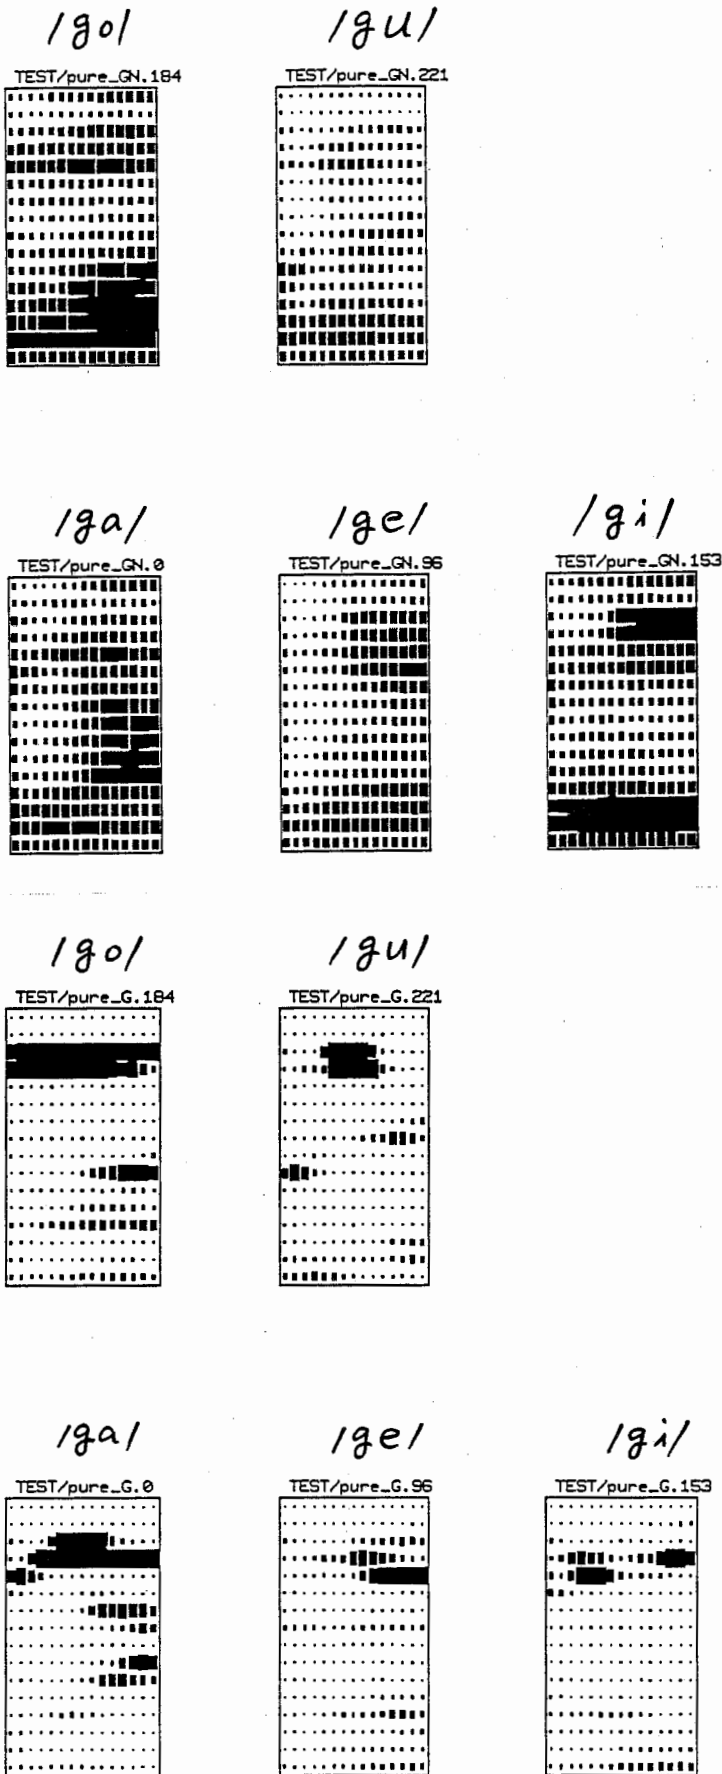 /go/ /gu/
TEST/pure_GN.184 TEST/pure_GN.221
/ga/ /ge/ /gi/
TEST/pure_GN.0 TEST/pure_GN.96 TEST/pure_GN.153
/go/ /gu/
TEST/pure_G.184 TEST/pure_G.221
/ga/ /ge/ /gi/
TEST/pure_G.0 TEST/pure_G.96 TEST/pure_G.153